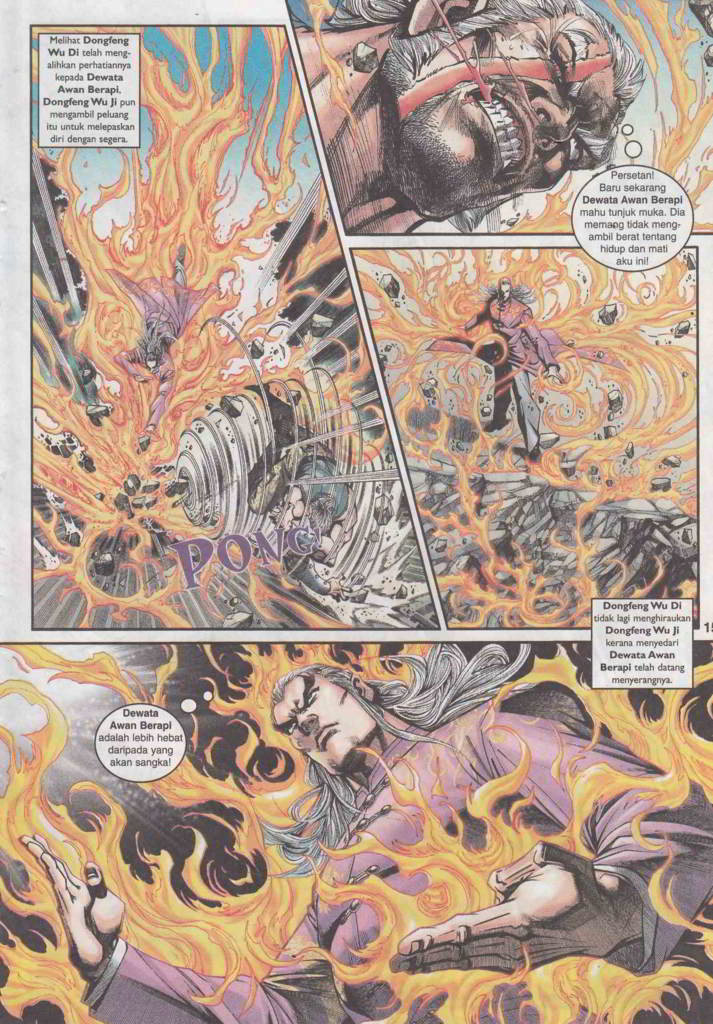 Melihat Dongfeng
Wu Di telah meng-
alihkan perhatiannya
kepada Dewata
Awan Berapi,
Dongfeng Wu Ji pun
mengambil peluang
itu untuk melepaskan
diri dengan segera.
Persetan!
Baru sekarang
Dewata Awan Berapi
mahu tunjuk muka. Dia
memang tidak meng-
ambil berat tentang
hidup dan mati
aku ini!
PONG!
Dongfeng Wu Di
tidak lagi menghiraukan
Dongfeng Wu Ji
kerana menyedari
Dewata Awan
Berapi telah datang
menyerangnya.
15
Dewata
Awan Berapi
adalah lebih hebat
daripada yang
akan sangka!